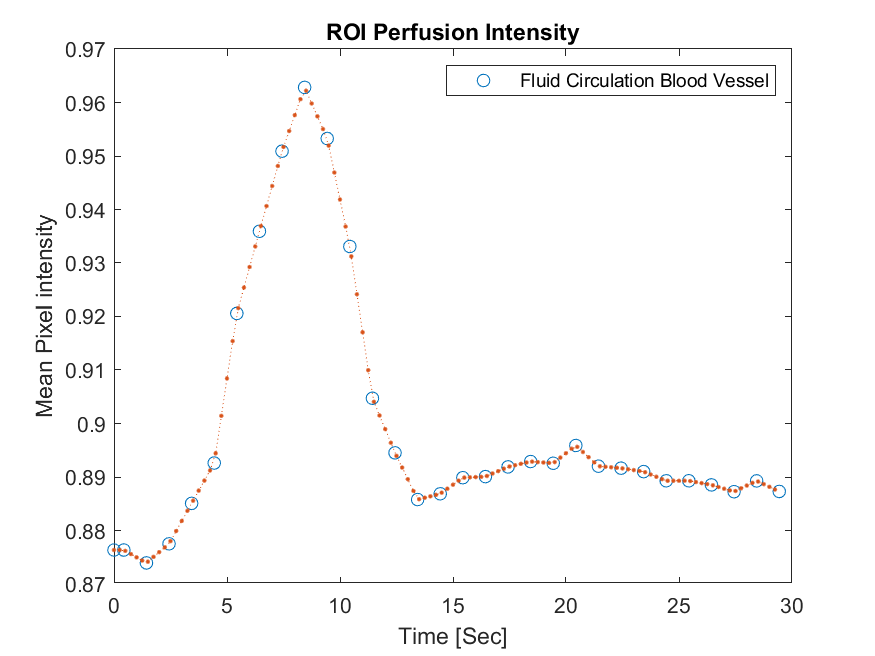 ROI Perfusion Intensity
Fluid Circulation Blood Vessel
0.97
0.96
0.95
0.94
0.93
0.92
0.91
0.9
0.89
0.88
0.87
Mean Pixel intensity
0 5 10 15 20 25 30
Time [Sec]